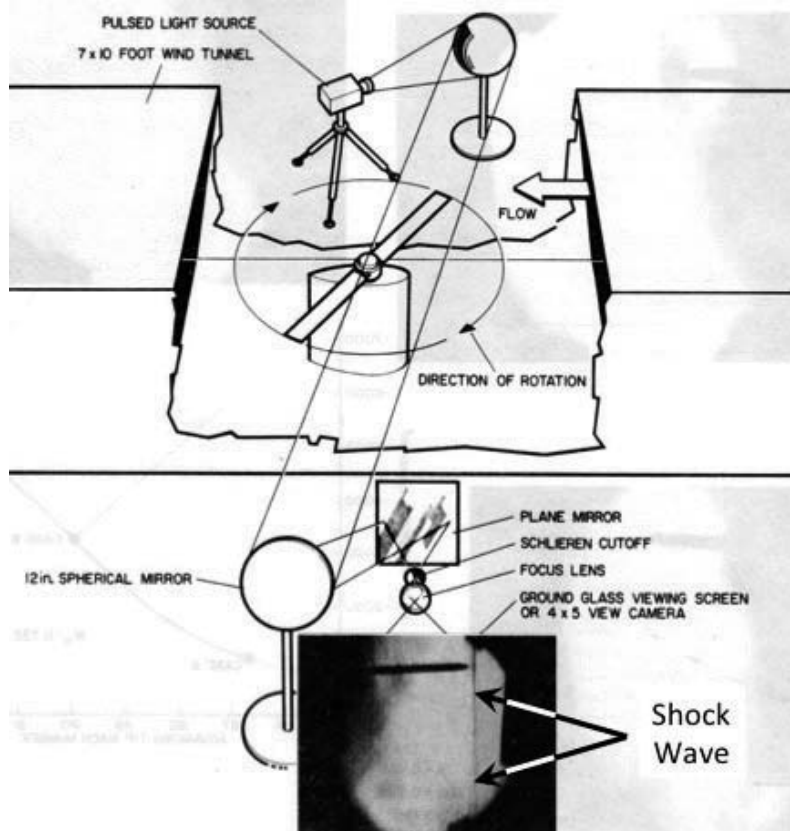 PULSED LIGHT SOURCE
7 x 10 FOOT WIND TUNNEL
FLOW
DIRECTION OF ROTATION
PLANE MIRROR
SCHLIEREN CUTOFF
12 in. SPHERICAL MIRROR
FOCUS LENS
GROUND GLASS VIEWING SCREEN
OR 4 x 5 VIEW CAMERA
Shock
Wave